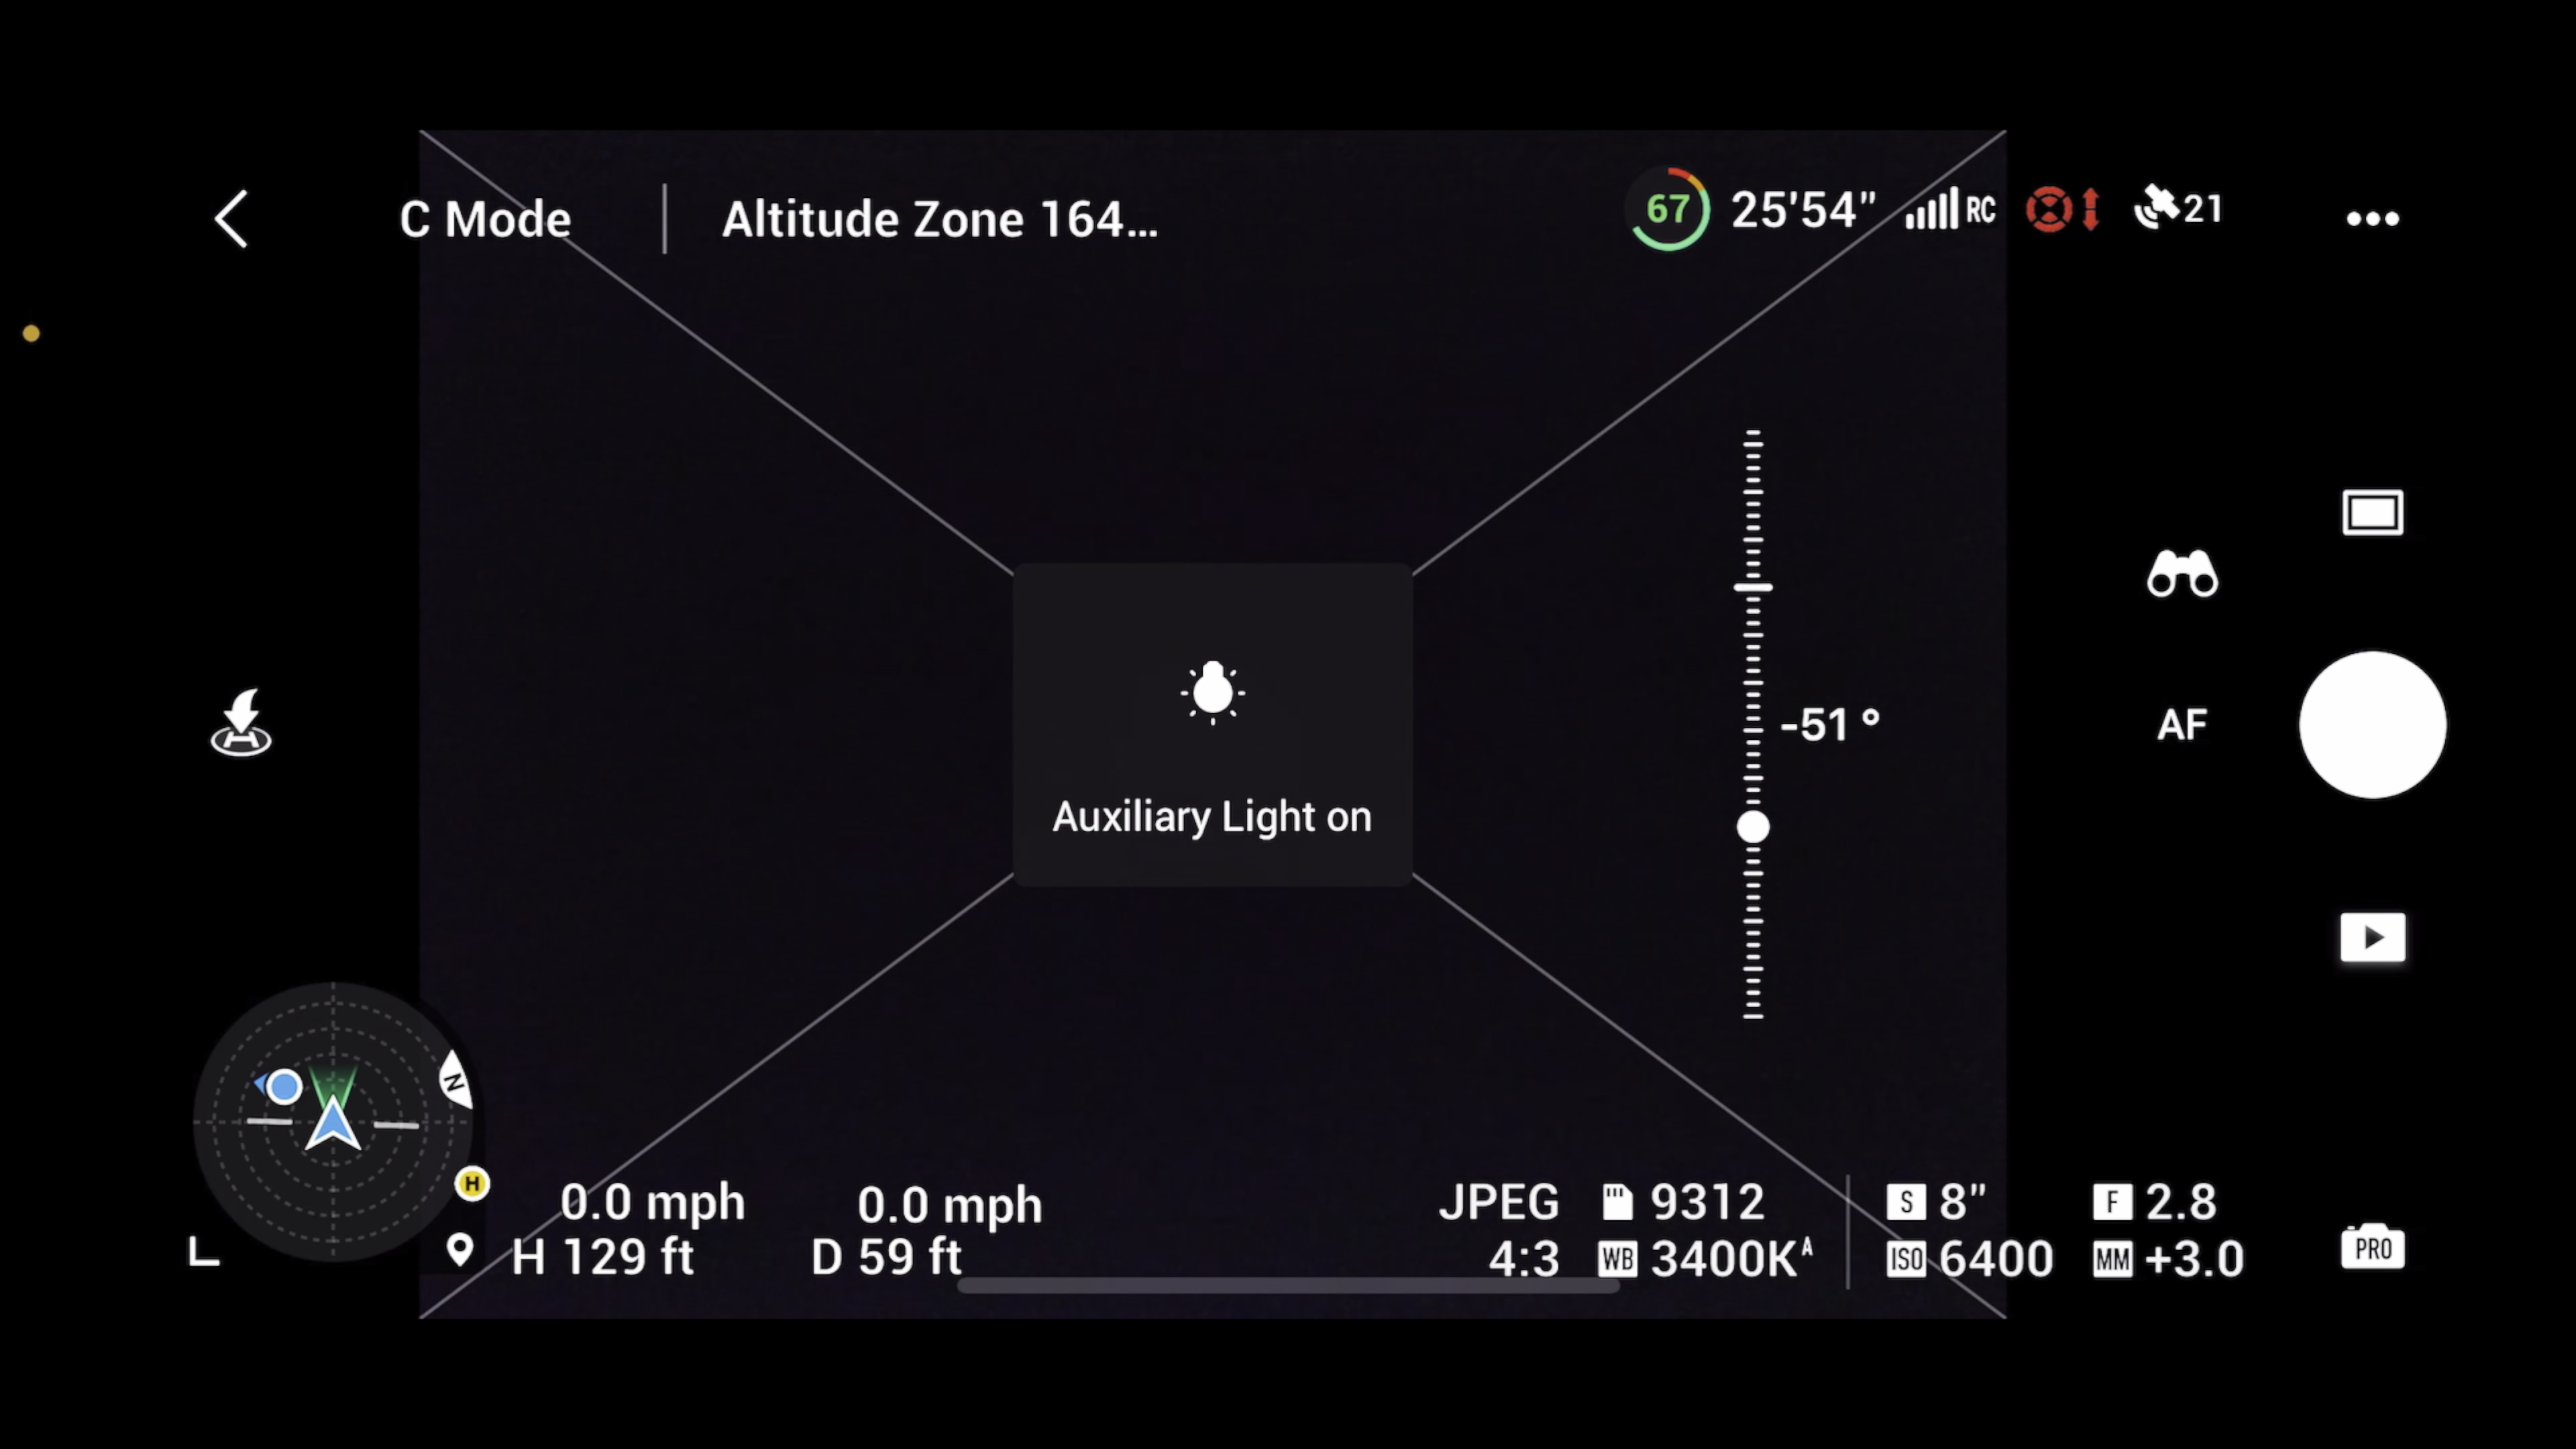 C Mode
Altitude Zone 164...
67
25'54"
RC
21
Auxiliary Light on
-51 °
AF
N
H
0.0 mph
0.0 mph
H 129 ft
D 59 ft
JPEG
9312
4:3
WB 3400K A
S 8"
F 2.8
ISO 6400
MM +3.0
PRO